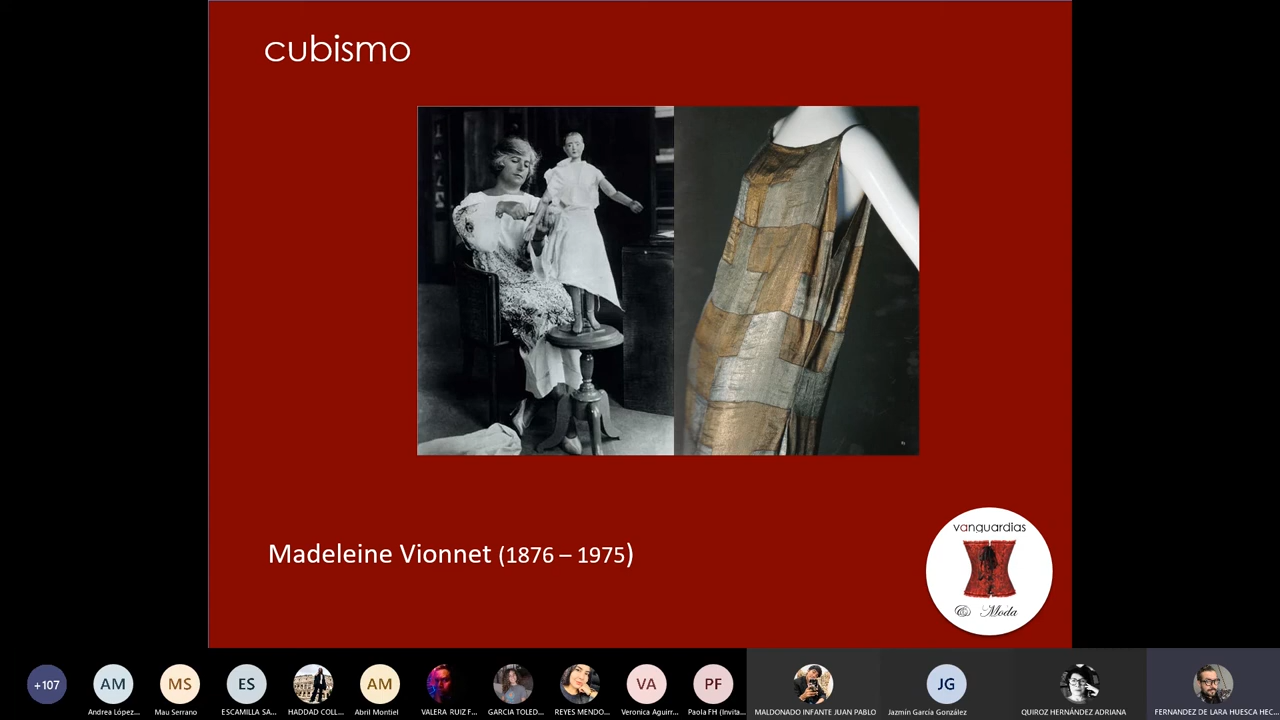 cubismo
Madeleine Vionnet (1876 – 1975)
vanguardias
& Moda
+107
AM
MS
ES
AM
VA
PF
JG
Andrea López...
Mau Serrano
ESCAMILLA SA...
HADDAD COLL...
Abril Montiel
VALERA RUIZ F...
GARCIA TOLED...
REYES MENDO...
Veronica Aguirr...
Paola FH (Invita...
MALDONADO INFANTE JUAN PABLO
Jazmín García González
QUIROZ HERNÁNDEZ ADRIANA
FERNANDEZ DE LARA HUESCA HEC...